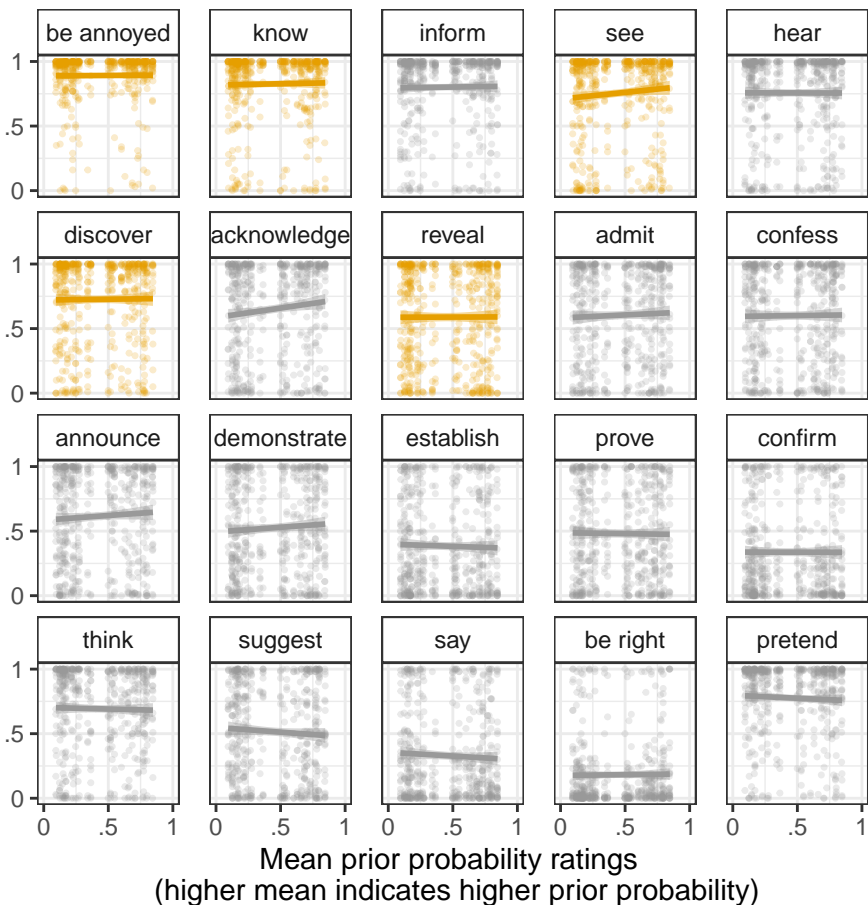 be annoyed know inform see hear
1
.5
0
discover acknowledge reveal admit confess
1
.5
0
announce demonstrate establish prove confirm
1
.5
0
think suggest say be right pretend
1
.5
0
0 .5 1 0 .5 1 0 .5 1 0 .5 1 0 .5 1
Mean prior probability ratings
(higher mean indicates higher prior probability)